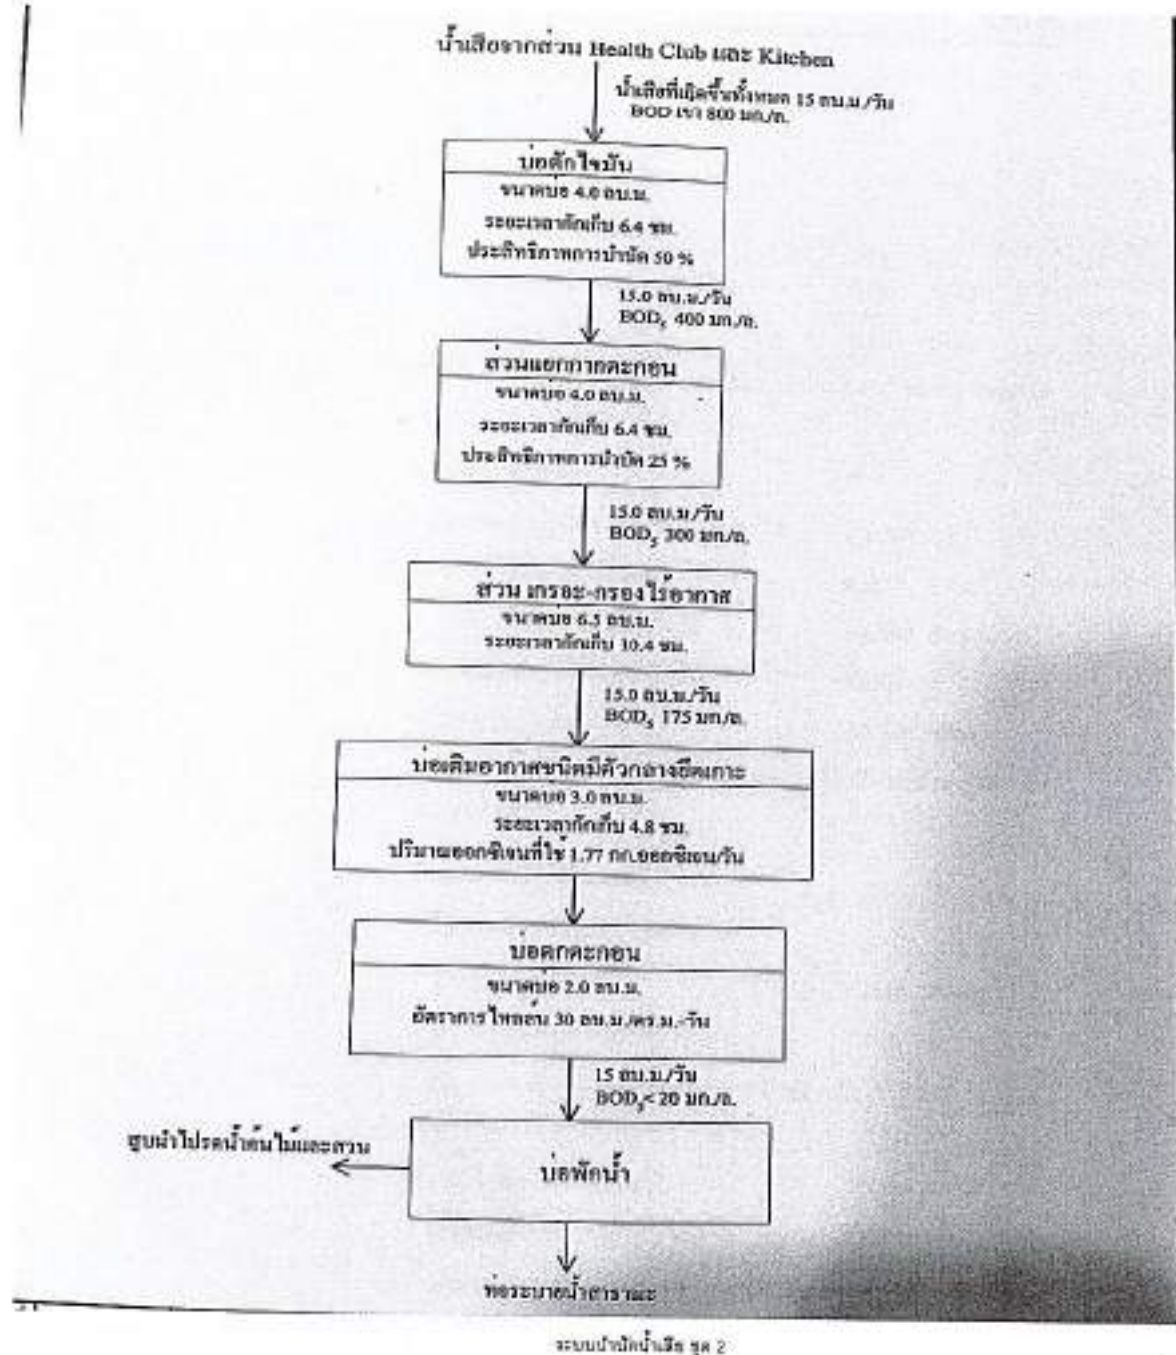 น้ำเสียจากส่วน Health Club และ Kitchen
น้ำเสียที่เกิดขึ้นทั้งหมด 15 ลบ.ม./วัน
BOD เข้า 800 มก./ล.
บ่อดักไขมัน
ขนาดบ่อ 4.0 ลบ.ม.
ระยะเวลากักเก็บ 6.4 ชม.
ประสิทธิภาพการบำบัด 50 %
15.0 ลบ.ม./วัน
BOD₅ 400 มก./ล.
ส่วนแยกกากตะกอน
ขนาดบ่อ 4.0 ลบ.ม.
ระยะเวลากักเก็บ 6.4 ชม.
ประสิทธิภาพการบำบัด 25 %
15.0 ลบ.ม./วัน
BOD₅ 300 มก./ล.
ส่วน เกรอะ-กรองไร้อากาศ
ขนาดบ่อ 6.5 ลบ.ม.
ระยะเวลากักเก็บ 10.4 ชม.
15.0 ลบ.ม./วัน
BOD₅ 175 มก./ล.
บ่อเติมอากาศชนิดมีตัวกลางยึดเกาะ
ขนาดบ่อ 3.0 ลบ.ม.
ระยะเวลากักเก็บ 4.8 ชม.
ปริมาณออกซิเจนที่ใช้ 1.77 กก.ออกซิเจน/วัน
บ่อตกตะกอน
ขนาดบ่อ 2.0 ลบ.ม.
อัตราการไหลล้น 30 ลบ.ม./ตร.ม.-วัน
15 ลบ.ม./วัน
BOD₅< 20 มก./ล.
สูบนำไปรดน้ำต้นไม้และสวน
บ่อพักน้ำ
ท่อระบายน้ำสาธารณะ
ระบบบำบัดน้ำเสีย ชุด 2